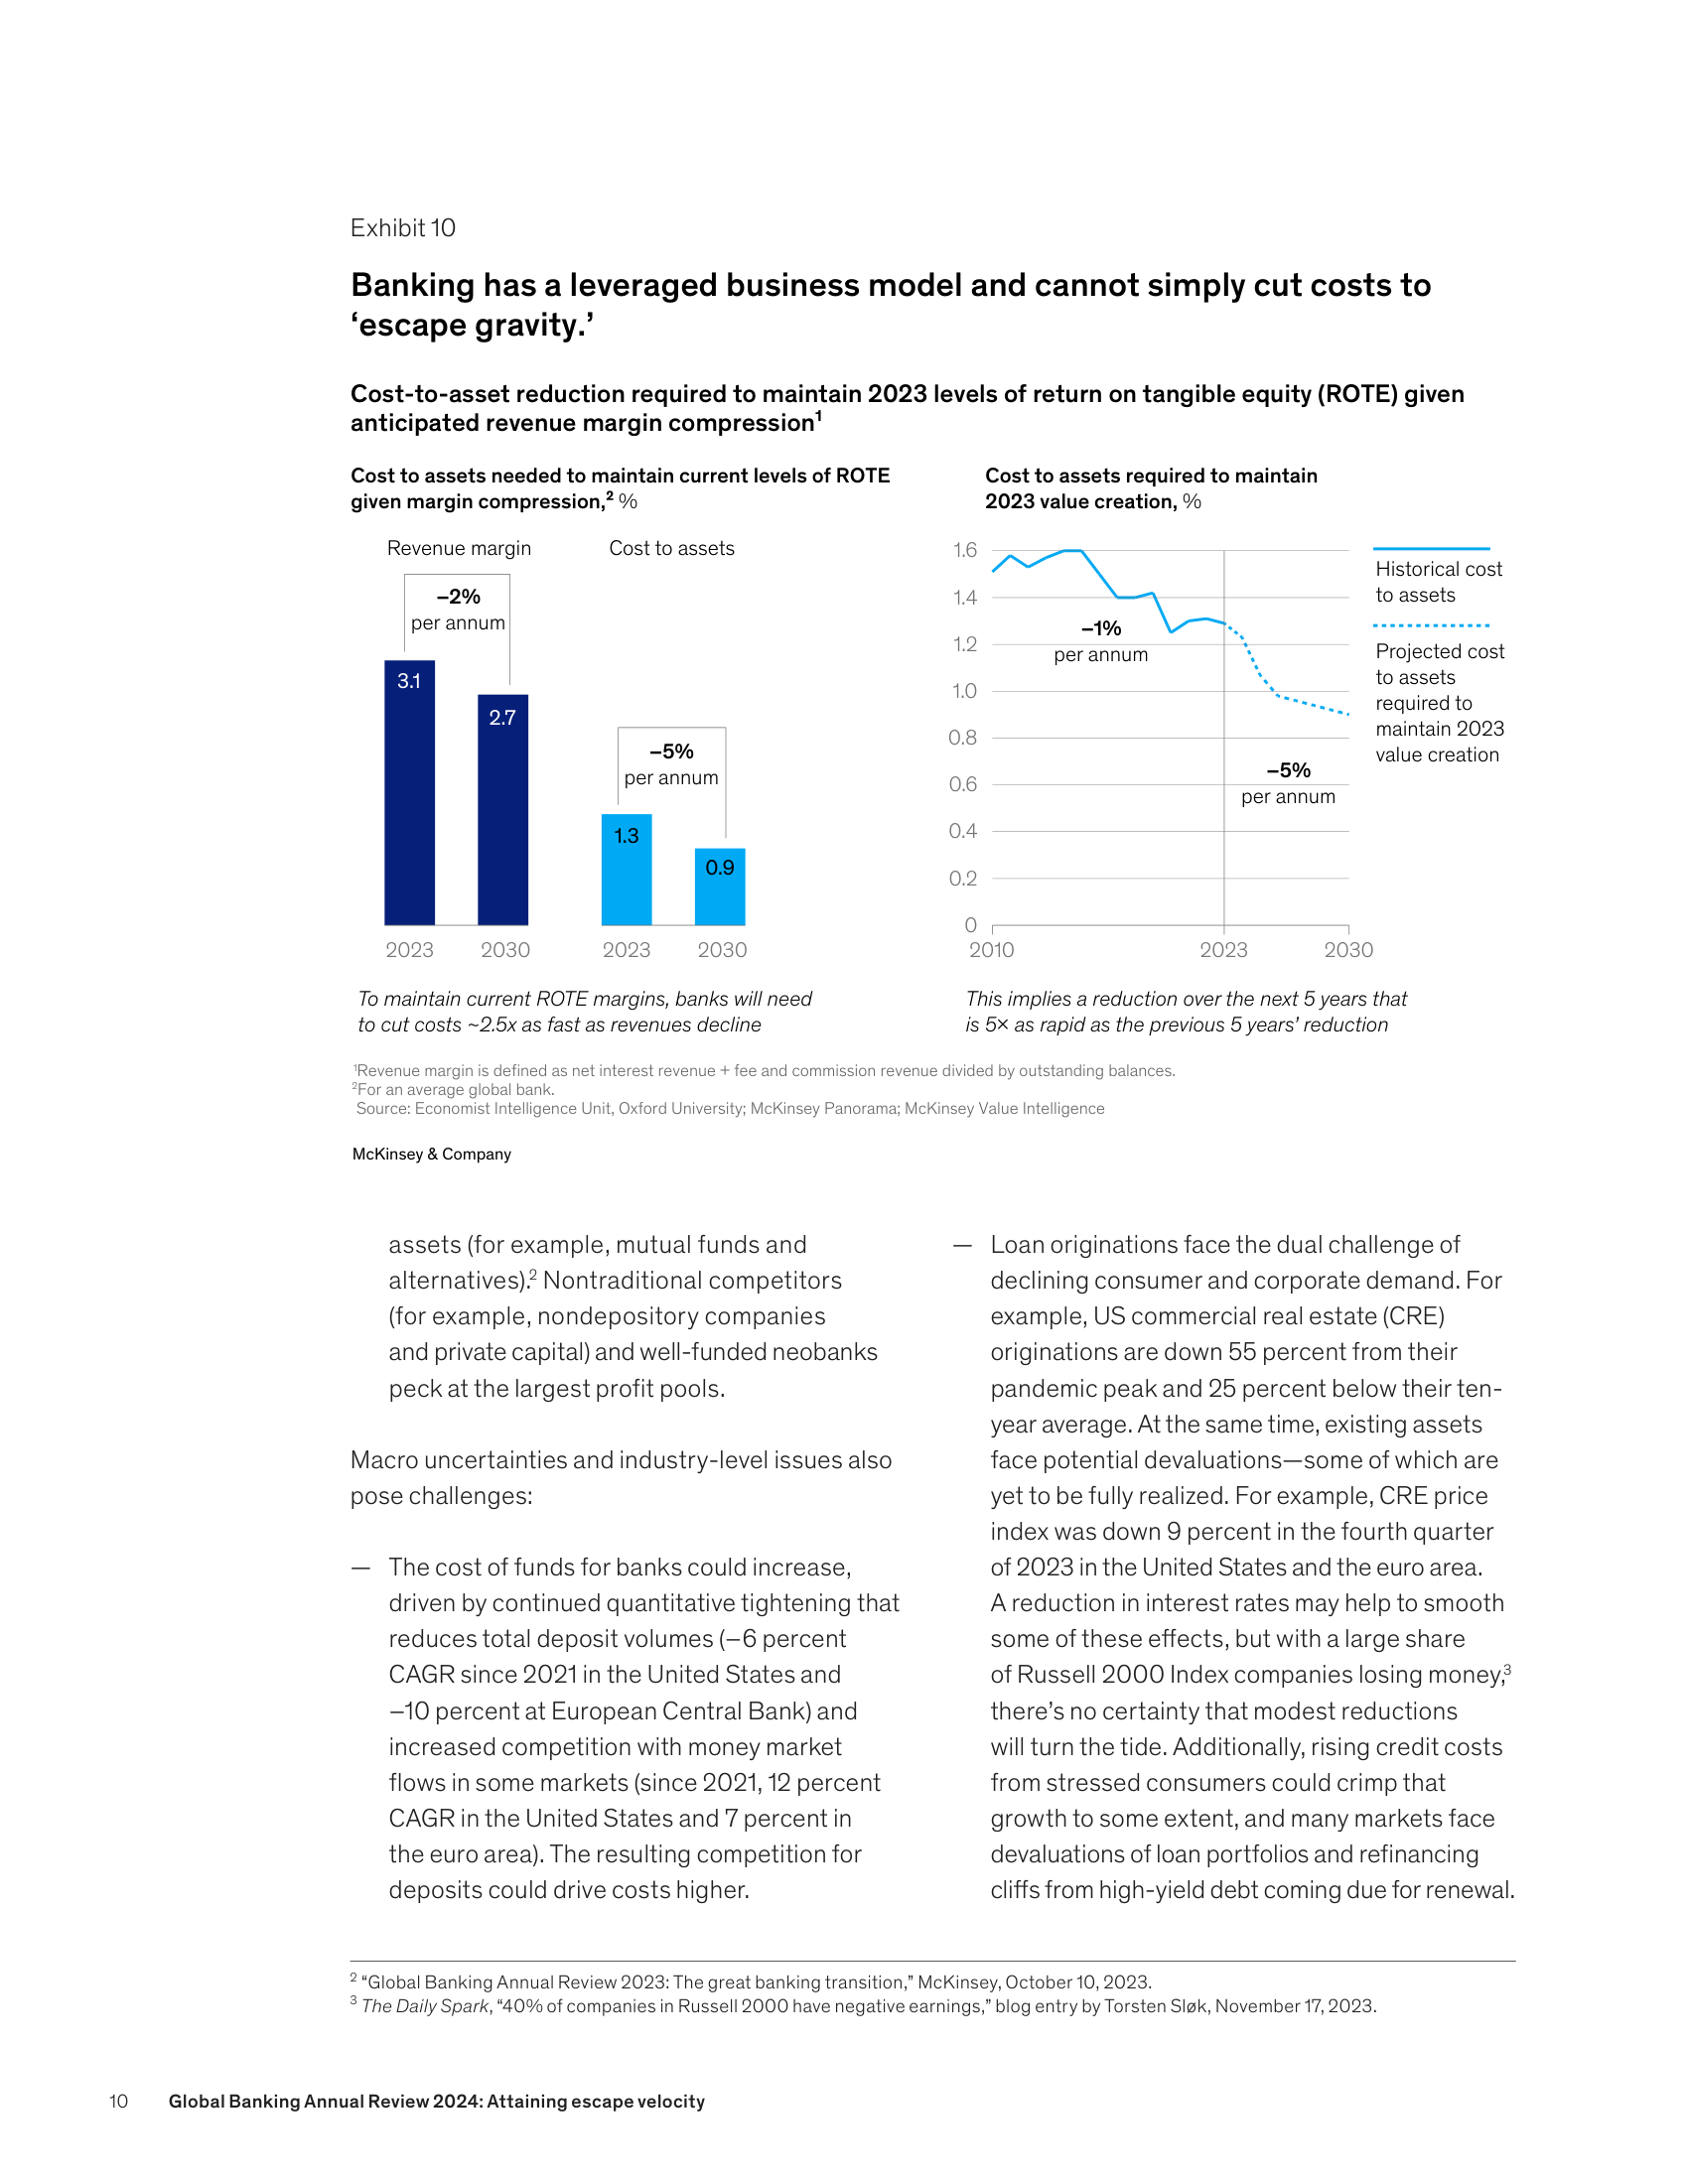 Exhibit 10
Banking has a leveraged business model and cannot simply cut costs to
‘escape gravity.’
Cost-to-asset reduction required to maintain 2023 levels of return on tangible equity (ROTE) given
anticipated revenue margin compression¹
Cost to assets needed to maintain current levels of ROTE
given margin compression,² %
Revenue margin
Cost to assets
–2%
per annum
3.1
2.7
–5%
per annum
1.3
0.9
2023
2030
2023
2030
To maintain current ROTE margins, banks will need
to cut costs ~2.5x as fast as revenues decline
Cost to assets required to maintain
2023 value creation, %
1.6
1.4
1.2
1.0
0.8
0.6
0.4
0.2
0
–1%
per annum
–5%
per annum
2010
2023
2030
Historical cost
to assets
Projected cost
to assets
required to
maintain 2023
value creation
This implies a reduction over the next 5 years that
is 5× as rapid as the previous 5 years’ reduction
¹Revenue margin is defined as net interest revenue + fee and commission revenue divided by outstanding balances.
²For an average global bank.
Source: Economist Intelligence Unit, Oxford University; McKinsey Panorama; McKinsey Value Intelligence
McKinsey & Company
assets (for example, mutual funds and
alternatives).² Nontraditional competitors
(for example, nondepository companies
and private capital) and well-funded neobanks
peck at the largest profit pools.
Macro uncertainties and industry-level issues also
pose challenges:
— The cost of funds for banks could increase,
driven by continued quantitative tightening that
reduces total deposit volumes (–6 percent
CAGR since 2021 in the United States and
–10 percent at European Central Bank) and
increased competition with money market
flows in some markets (since 2021, 12 percent
CAGR in the United States and 7 percent in
the euro area). The resulting competition for
deposits could drive costs higher.
— Loan originations face the dual challenge of
declining consumer and corporate demand. For
example, US commercial real estate (CRE)
originations are down 55 percent from their
pandemic peak and 25 percent below their ten-
year average. At the same time, existing assets
face potential devaluations—some of which are
yet to be fully realized. For example, CRE price
index was down 9 percent in the fourth quarter
of 2023 in the United States and the euro area.
A reduction in interest rates may help to smooth
some of these effects, but with a large share
of Russell 2000 Index companies losing money,³
there’s no certainty that modest reductions
will turn the tide. Additionally, rising credit costs
from stressed consumers could crimp that
growth to some extent, and many markets face
devaluations of loan portfolios and refinancing
cliffs from high-yield debt coming due for renewal.
² “Global Banking Annual Review 2023: The great banking transition,” McKinsey, October 10, 2023.
³ The Daily Spark, “40% of companies in Russell 2000 have negative earnings,” blog entry by Torsten Sløk, November 17, 2023.
10 Global Banking Annual Review 2024: Attaining escape velocity